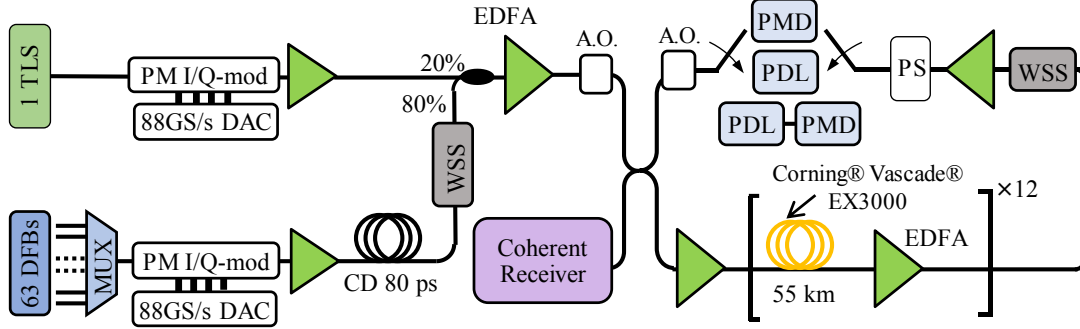 1 TLS
PM I/Q-mod
88GS/s DAC
20%
80%
EDFA
A.O.
A.O.
PMD
PDL
PDL
PMD
PS
WSS
WSS
63 DFBs
MUX
PM I/Q-mod
88GS/s DAC
CD 80 ps
Coherent
Receiver
Corning® Vascade®
EX3000
55 km
EDFA
×12